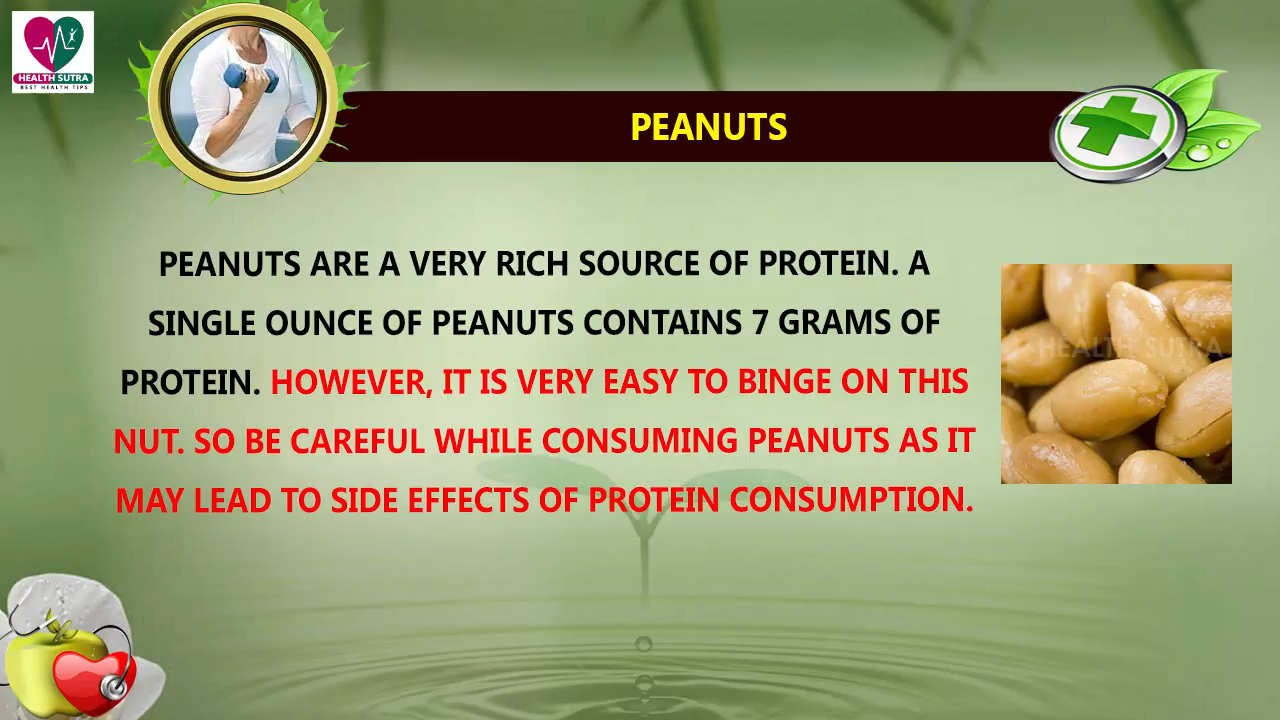 HEALTH SUTRA
BEST HEALTH TIPS
PEANUTS
PEANUTS ARE A VERY RICH SOURCE OF PROTEIN. A
SINGLE OUNCE OF PEANUTS CONTAINS 7 GRAMS OF
PROTEIN. HOWEVER, IT IS VERY EASY TO BINGE ON THIS
NUT. SO BE CAREFUL WHILE CONSUMING PEANUTS AS IT
MAY LEAD TO SIDE EFFECTS OF PROTEIN CONSUMPTION.
HEALTH SUTRA